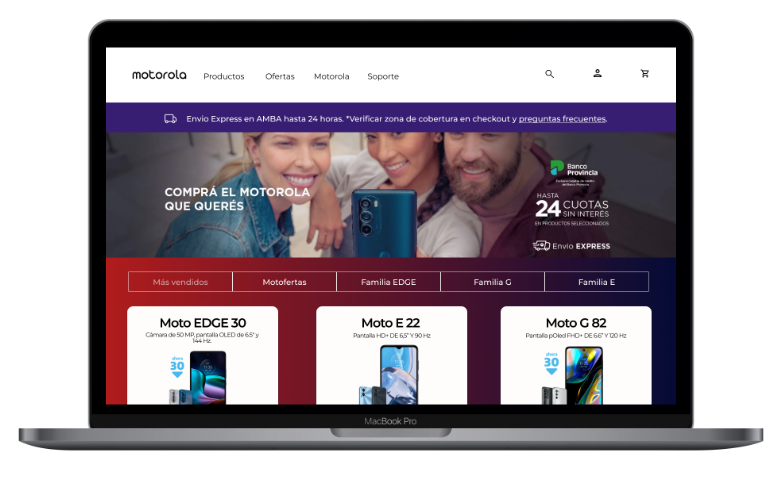 motorola Productos Ofertas Motorola Soporte
Envío Express en AMBA hasta 24 horas. *Verificar zona de cobertura en checkout y preguntas frecuentes.
COMPRÁ EL MOTOROLA
QUE QUERÉS
Banco
Provincia
HASTA
24 CUOTAS
SIN INTERÉS
EN PRODUCTOS SELECCIONADOS
Envío EXPRESS
Más vendidos Motofertas Familia EDGE Familia G Familia E
Moto EDGE 30
Cámara de 50 MP, pantalla OLED de 6.5" y
144 Hz.
ahora
30
Moto E 22
Pantalla HD+ DE 6,5" Y 90 Hz
Moto G 82
Pantalla pOled FHD+ DE 6.6" Y 120 Hz
ahora
30
MacBook Pro